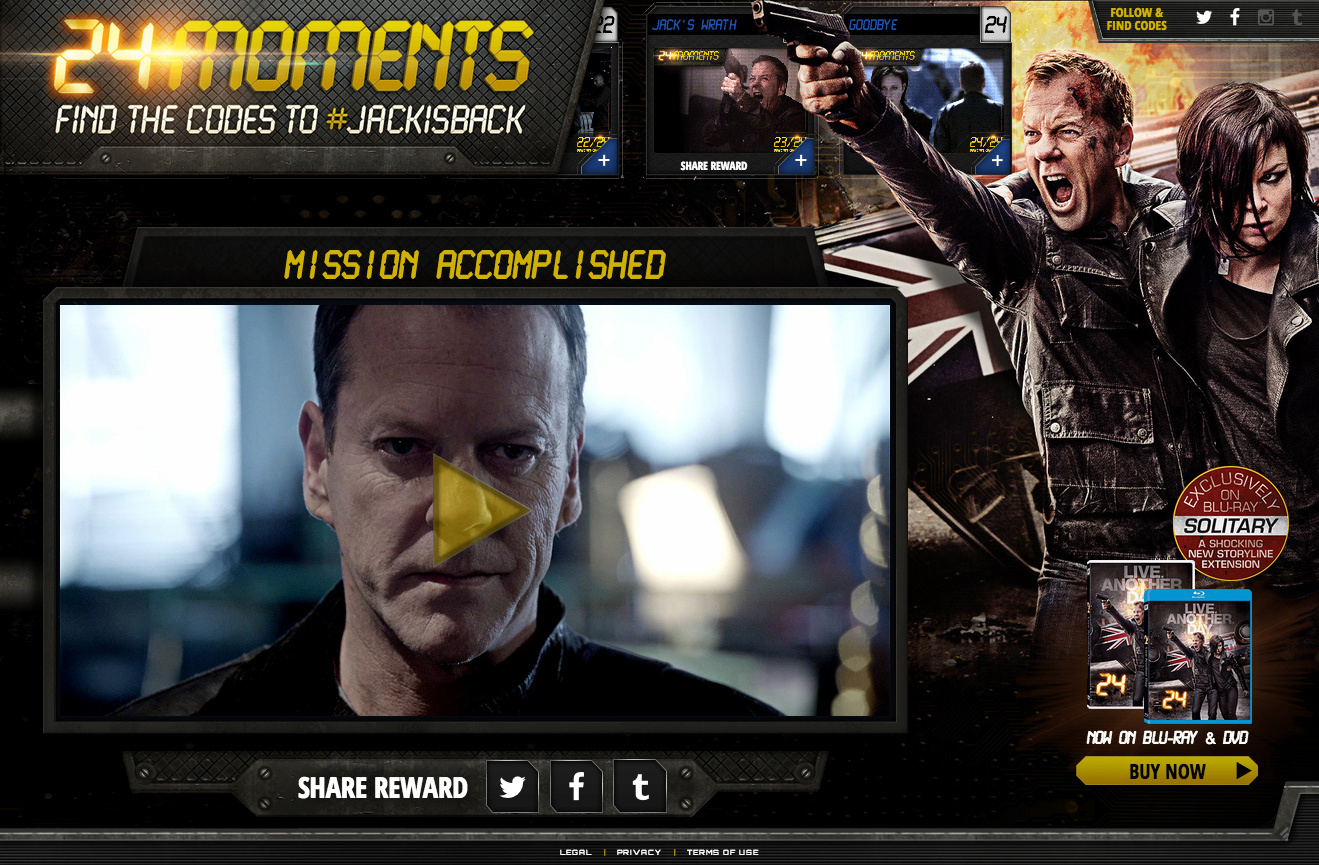 24 MOMENTS
FIND THE CODES TO #JACKISBACK
22
22/24
JACK'S WRATH
24 MOMENTS
23/24
SHARE REWARD
GOODBYE
24
24 MOMENTS
24/24
FOLLOW &
FIND CODES
MISSION ACCOMPLISHED
SHARE REWARD
EXCLUSIVELY
ON
BLU-RAY
SOLITARY
A SHOCKING
NEW STORYLINE
EXTENSION
LIVE
ANOTHER
DAY
24
LIVE
ANOTHER
DAY
24
NOW ON BLU-RAY & DVD
BUY NOW
LEGAL | PRIVACY | TERMS OF USE